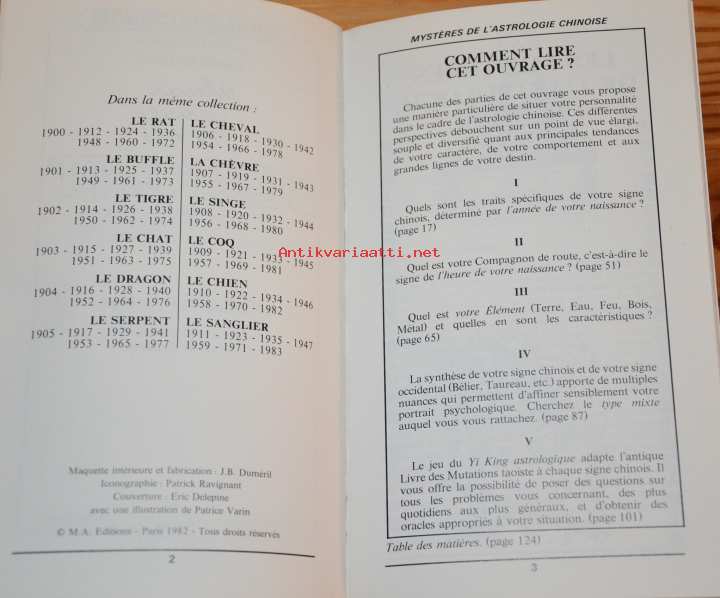 Dans la même collection :
LE RAT
1900 - 1912 - 1924 - 1936
1948 - 1960 - 1972
LE BUFFLE
1901 - 1913 - 1925 - 1937
1949 - 1961 - 1973
LE TIGRE
1902 - 1914 - 1926 - 1938
1950 - 1962 - 1974
LE CHAT
1903 - 1915 - 1927 - 1939
1951 - 1963 - 1975
LE DRAGON
1904 - 1916 - 1928 - 1940
1952 - 1964 - 1976
LE SERPENT
1905 - 1917 - 1929 - 1941
1953 - 1965 - 1977
LE CHEVAL
1906 - 1918 - 1930 - 1942
1954 - 1966 - 1978
LA CHÈVRE
1907 - 1919 - 1931 - 1943
1955 - 1967 - 1979
LE SINGE
1908 - 1920 - 1932 - 1944
1956 - 1968 - 1980
LE COQ
1909 - 1921 - 1933 - 1945
1957 - 1969 - 1981
LE CHIEN
1910 - 1922 - 1934 - 1946
1958 - 1970 - 1982
LE SANGLIER
1911 - 1923 - 1935 - 1947
1959 - 1971 - 1983
Maquette intérieure et fabrication : J.B. Duméril
Iconographie : Patrick Ravignant
Couverture : Eric Delepine
avec une illustration de Patrice Varin
© M.A. Editions - Paris 1982 - Tous droits réservés
2
Antikvariaatti.net
MYSTÈRES DE L'ASTROLOGIE CHINOISE
COMMENT LIRE
CET OUVRAGE ?
Chacune des parties de cet ouvrage vous propose
une manière particulière de situer votre personnalité
dans le cadre de l'astrologie chinoise. Ces différentes
perspectives débouchent sur un point de vue élargi,
souple et diversifié quant aux principales tendances
de votre caractère, de votre comportement et aux
grandes lignes de votre destin.
I
Quels sont les traits spécifiques de votre signe
chinois, déterminé par l'année de votre naissance ?
(page 17)
II
Quel est votre Compagnon de route, c'est-à-dire le
signe de l'heure de votre naissance ? (page 51)
III
Quel est votre Élément (Terre, Eau, Feu, Bois,
Métal) et quelles en sont les caractéristiques ?
(page 65)
IV
La synthèse de votre signe chinois et de votre signe
occidental (Bélier, Taureau, etc.) apporte de multiples
nuances qui permettent d'affiner sensiblement votre
portrait psychologique. Cherchez le type mixte
auquel vous vous rattachez. (page 87)
V
Le jeu du Yi King astrologique adapte l'antique
Livre des Mutations taoïste à chaque signe chinois. Il
vous offre la possibilité de poser des questions sur
tous les problèmes vous concernant, des plus
quotidiens aux plus généraux, et d'obtenir des
oracles appropriés à votre situation. (page 101)
Table des matières. (page 124)
3